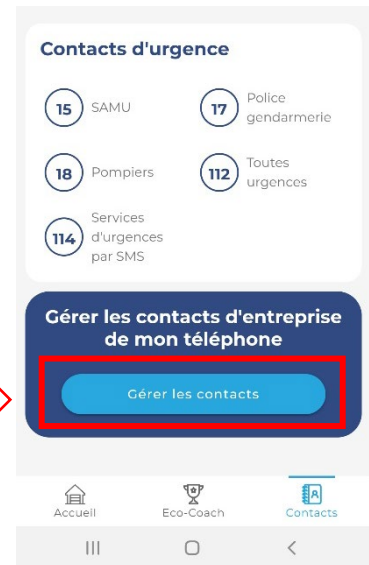 Contacts d'urgence
15 SAMU
17 Police
gendarmerie
18 Pompiers
112 Toutes
urgences
114 Services
d'urgences
par SMS
Gérer les contacts d'entreprise
de mon téléphone
Gérer les contacts
Accueil
Eco-Coach
Contacts